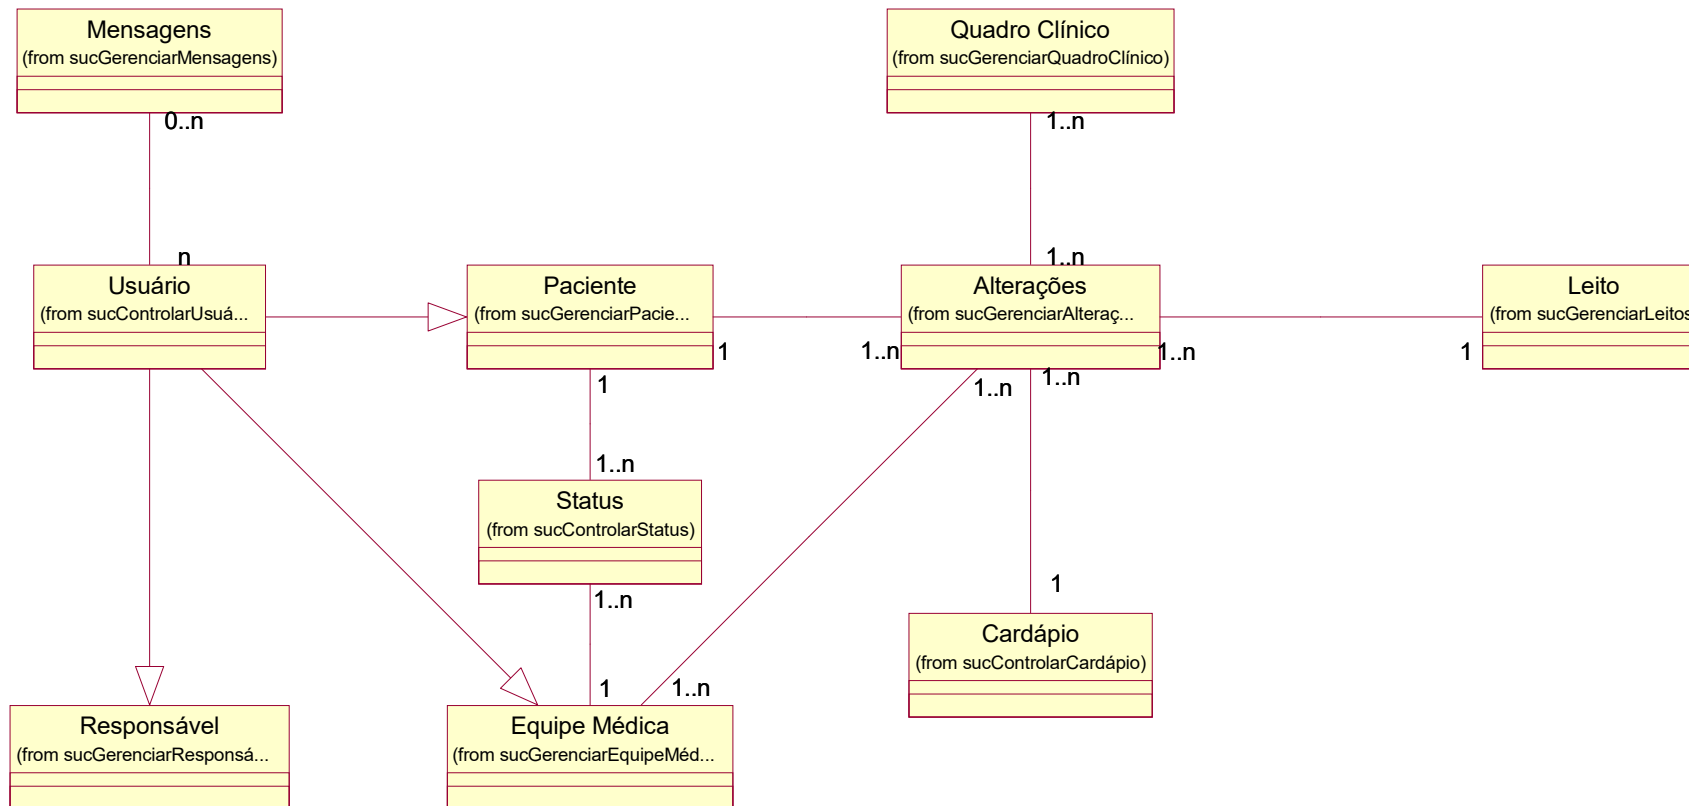 Mensagens
(from sucGerenciarMensagens)
0..n
Quadro Clínico
(from sucGerenciarQuadroClínico)
1..n
n
Usuário
(from sucControlarUsuá...
Paciente
(from sucGerenciarPacie...
1
1
1..n
Alterações
(from sucGerenciarAlteraç...
1..n
1..n
1..n
1..n
Leito
(from sucGerenciarLeitos
1
1..n
Status
(from sucControlarStatus)
1..n
1
Cardápio
(from sucControlarCardápio)
1
1..n
Responsável
(from sucGerenciarResponsá...
Equipe Médica
(from sucGerenciarEquipeMéd...